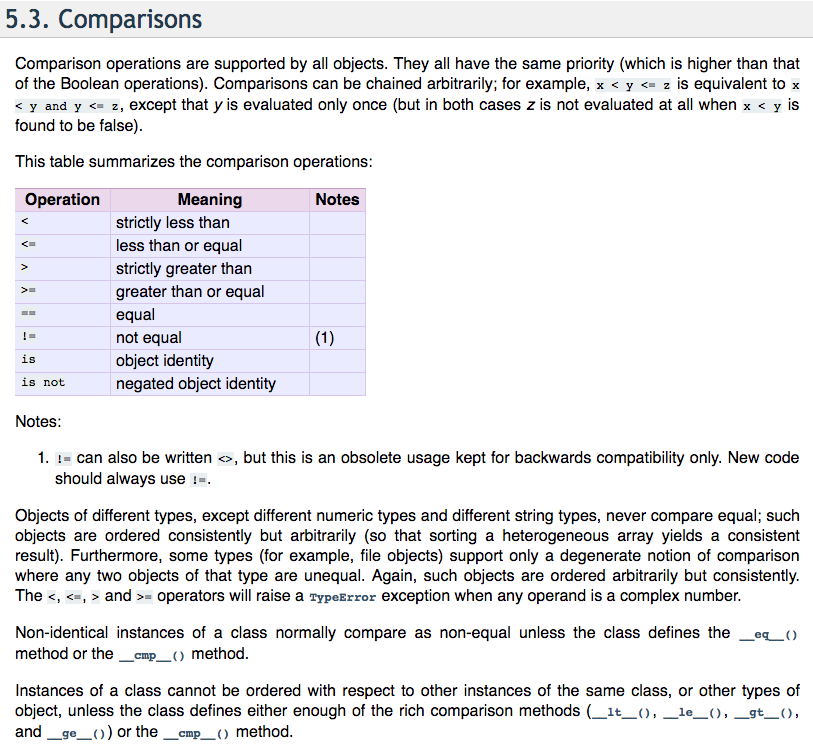 5.3. Comparisons
Comparison operations are supported by all objects. They all have the same priority (which is higher than that
of the Boolean operations). Comparisons can be chained arbitrarily; for example, x < y <= z is equivalent to x
< y and y <= z, except that y is evaluated only once (but in both cases z is not evaluated at all when x < y is
found to be false).
This table summarizes the comparison operations:
Operation Meaning Notes
< strictly less than
<= less than or equal
> strictly greater than
>= greater than or equal
== equal
!= not equal (1)
is object identity
is not negated object identity
Notes:
1. != can also be written <>, but this is an obsolete usage kept for backwards compatibility only. New code
should always use !=.
Objects of different types, except different numeric types and different string types, never compare equal; such
objects are ordered consistently but arbitrarily (so that sorting a heterogeneous array yields a consistent
result). Furthermore, some types (for example, file objects) support only a degenerate notion of comparison
where any two objects of that type are unequal. Again, such objects are ordered arbitrarily but consistently.
The <, <=, > and >= operators will raise a TypeError exception when any operand is a complex number.
Non-identical instances of a class normally compare as non-equal unless the class defines the __eq__()
method or the __cmp__() method.
Instances of a class cannot be ordered with respect to other instances of the same class, or other types of
object, unless the class defines either enough of the rich comparison methods (__lt__(), __le__(), __gt__(),
and __ge__()) or the __cmp__() method.